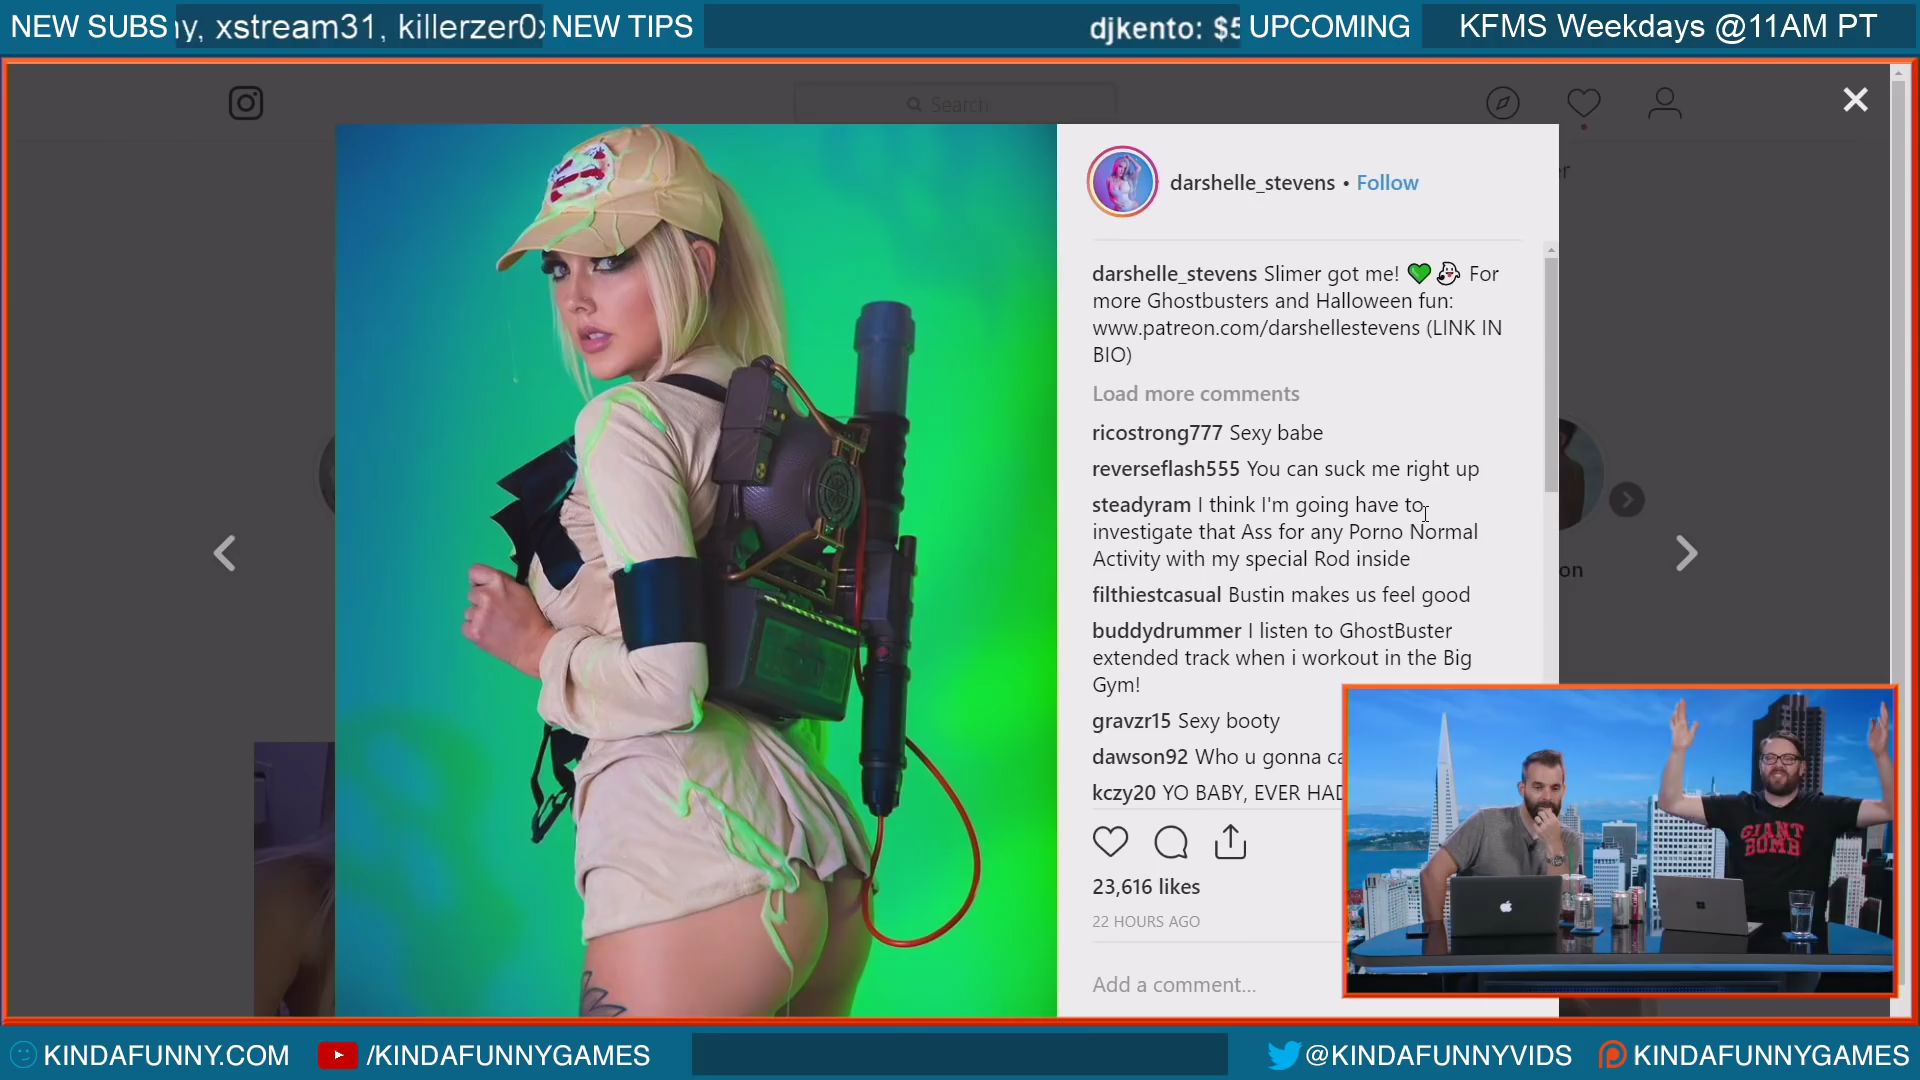 NEW SUBS
xstream31, killerzer0x
NEW TIPS
djkento: $5
UPCOMING
KFMS Weekdays @11AM PT
Search
darshelle_stevens • Follow
darshelle_stevens Slimer got me! 💚👻 For
more Ghostbusters and Halloween fun:
www.patreon.com/darshellestevens (LINK IN
BIO)
Load more comments
ricostrong777 Sexy babe
reverseflash555 You can suck me right up
steadyram I think I'm going have to
investigate that Ass for any Porno Normal
Activity with my special Rod inside
filthiestcasual Bustin makes us feel good
buddydrummer I listen to GhostBuster
extended track when i workout in the Big
Gym!
gravzr15 Sexy booty
dawson92 Who u gonna ca
kczy20 YO BABY, EVER HAD
23,616 likes
22 HOURS AGO
Add a comment...
GIANT
BOMB
KINDAFUNNY.COM
/KINDAFUNNYGAMES
@KINDAFUNNYVIDS
KINDAFUNNYGAMES